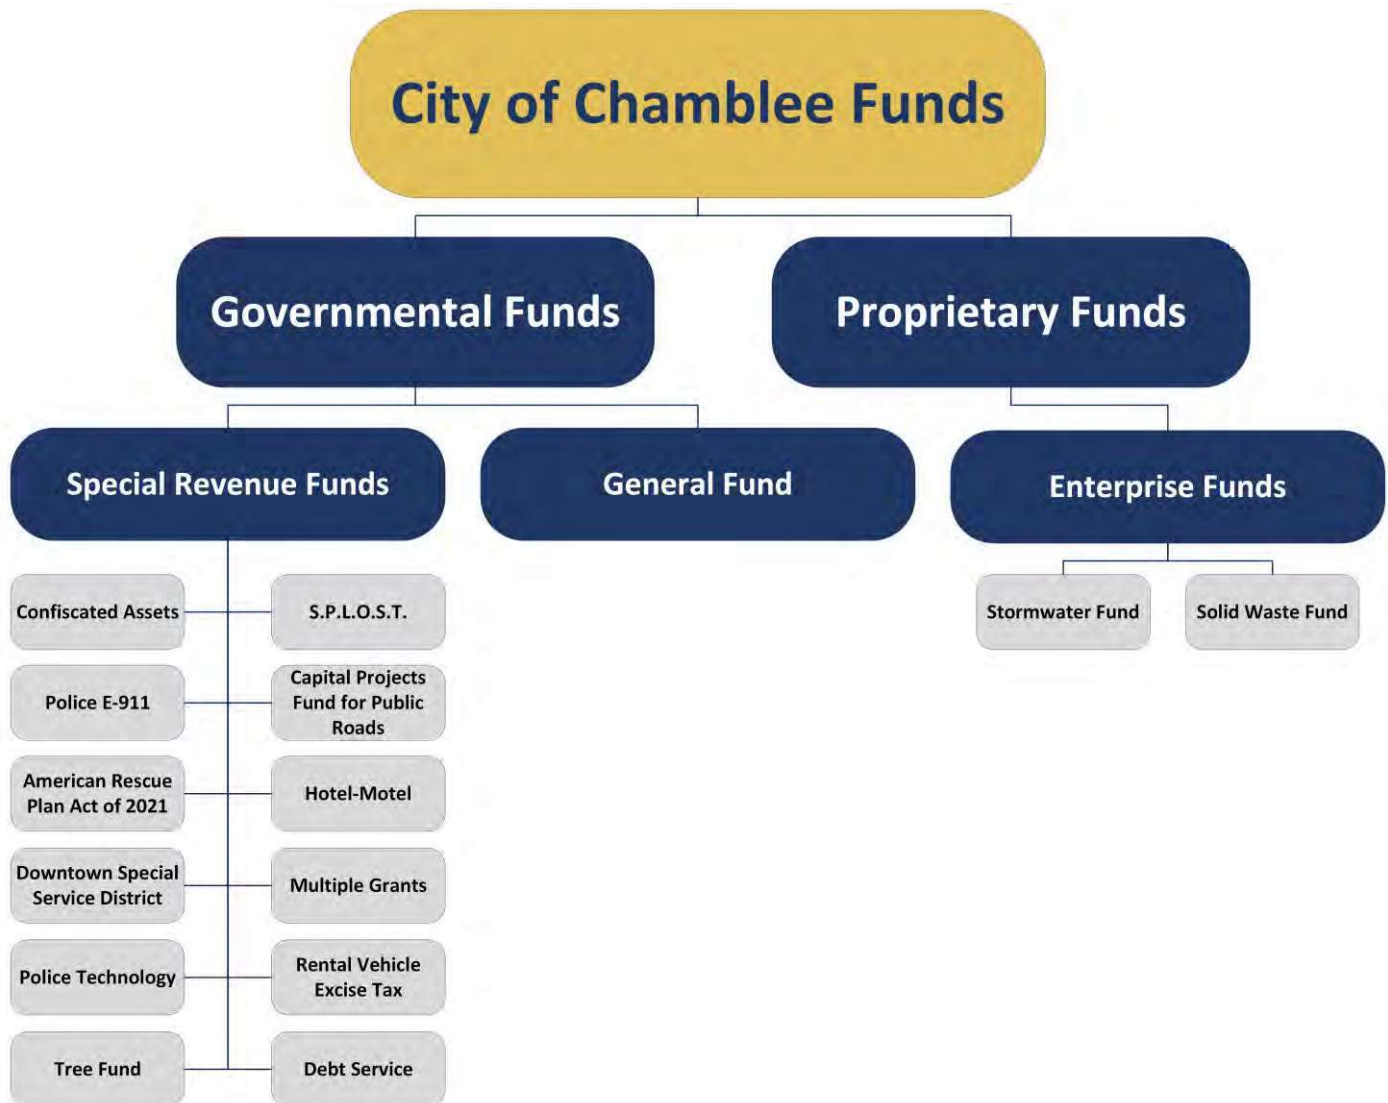 City of Chamblee Funds
Governmental Funds
Proprietary Funds
Special Revenue Funds
General Fund
Enterprise Funds
Confiscated Assets
S.P.L.O.S.T.
Stormwater Fund
Solid Waste Fund
Police E-911
Capital Projects
Fund for Public
Roads
American Rescue
Plan Act of 2021
Hotel-Motel
Downtown Special
Service District
Multiple Grants
Police Technology
Rental Vehicle
Excise Tax
Tree Fund
Debt Service